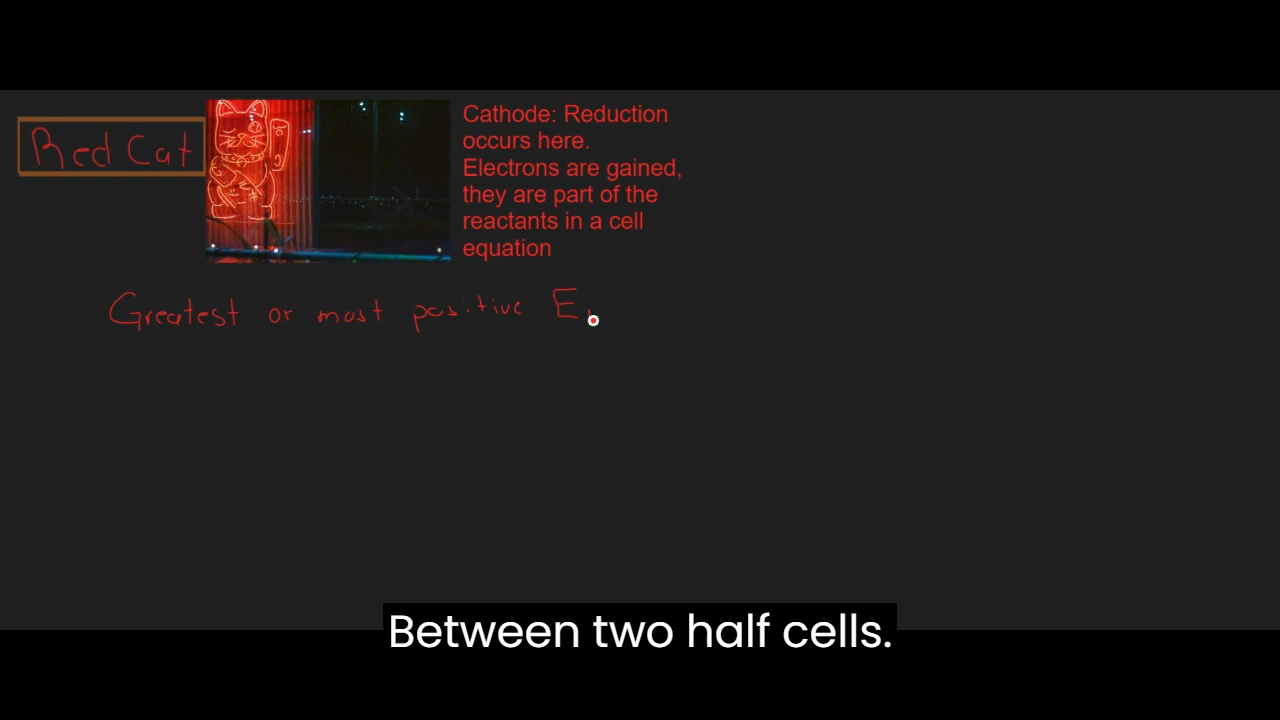 Red Cat
Cathode: Reduction
occurs here.
Electrons are gained,
they are part of the
reactants in a cell
equation
Greatest or most positive E
Between two half cells.